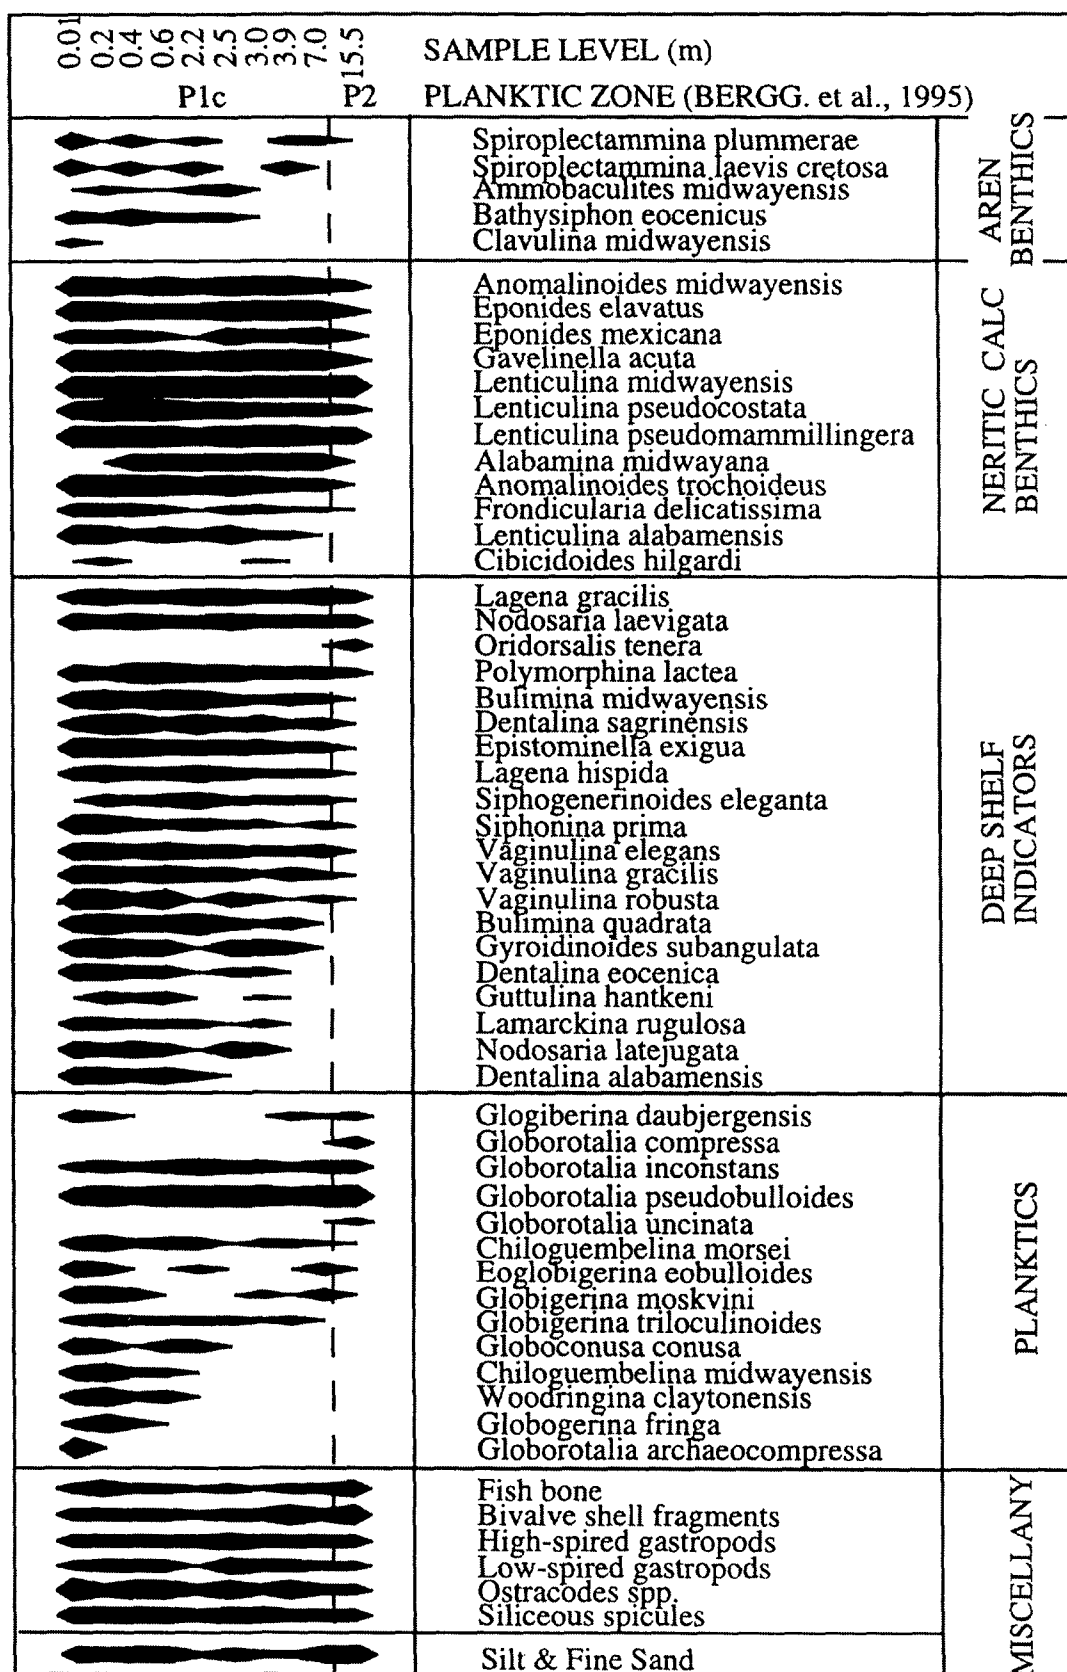 0.01 0.2 0.4 0.6 2.2 2.5 3.0 3.9 7.0 15.5 SAMPLE LEVEL (m)
P1c P2 PLANKTIC ZONE (BERGG. et al., 1995)
Spiroplectammina plummerae
Spiroplectammina laevis cretosa
Ammobaculites midwayensis
Bathysiphon eocenicus
Clavulina midwayensis
AREN
BENTHICS
Anomalinoides midwayensis
Eponides elavatus
Eponides mexicana
Gavelinella acuta
Lenticulina midwayensis
Lenticulina pseudocostata
Lenticulina pseudomammillingera
Alabamina midwayana
Anomalinoides trochoideus
Frondicularia delicatissima
Lenticulina alabamensis
Cibicidoides hilgardi
NERITIC CALC
BENTHICS
Lagena gracilis
Nodosaria laevigata
Oridorsalis tenera
Polymorphina lactea
Bulimina midwayensis
Dentalina sagrinensis
Epistominella exigua
Lagena hispida
Siphogenerinoides eleganta
Siphonina prima
Vaginulina elegans
Vaginulina gracilis
Vaginulina robusta
Bulimina quadrata
Gyroidinoides subangulata
Dentalina eocenica
Guttulina hantkeni
Lamarckina rugulosa
Nodosaria latejugata
Dentalina alabamensis
DEEP SHELF
INDICATORS
Glogiberina daubjergensis
Globorotalia compressa
Globorotalia inconstans
Globorotalia pseudobulloides
Globorotalia uncinata
Chiloguembelina morsei
Eoglobigerina eobulloides
Globigerina moskvini
Globigerina triloculinoides
Globoconusa conusa
Chiloguembelina midwayensis
Woodringina claytonensis
Globogerina fringa
Globorotalia archaeocompressa
PLANKTICS
Fish bone
Bivalve shell fragments
High-spired gastropods
Low-spired gastropods
Ostracodes spp.
Siliceous spicules
Silt & Fine Sand
MISCELLANY